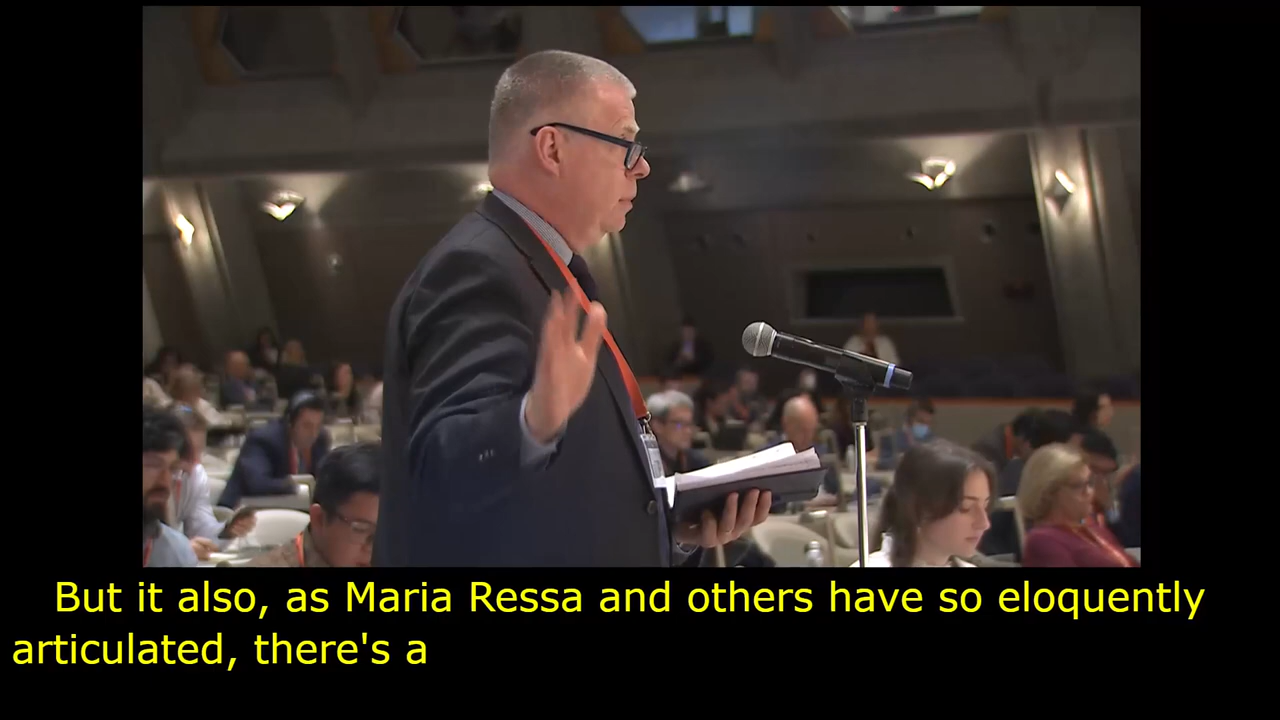 But it also, as Maria Ressa and others have so eloquently
articulated, there's a